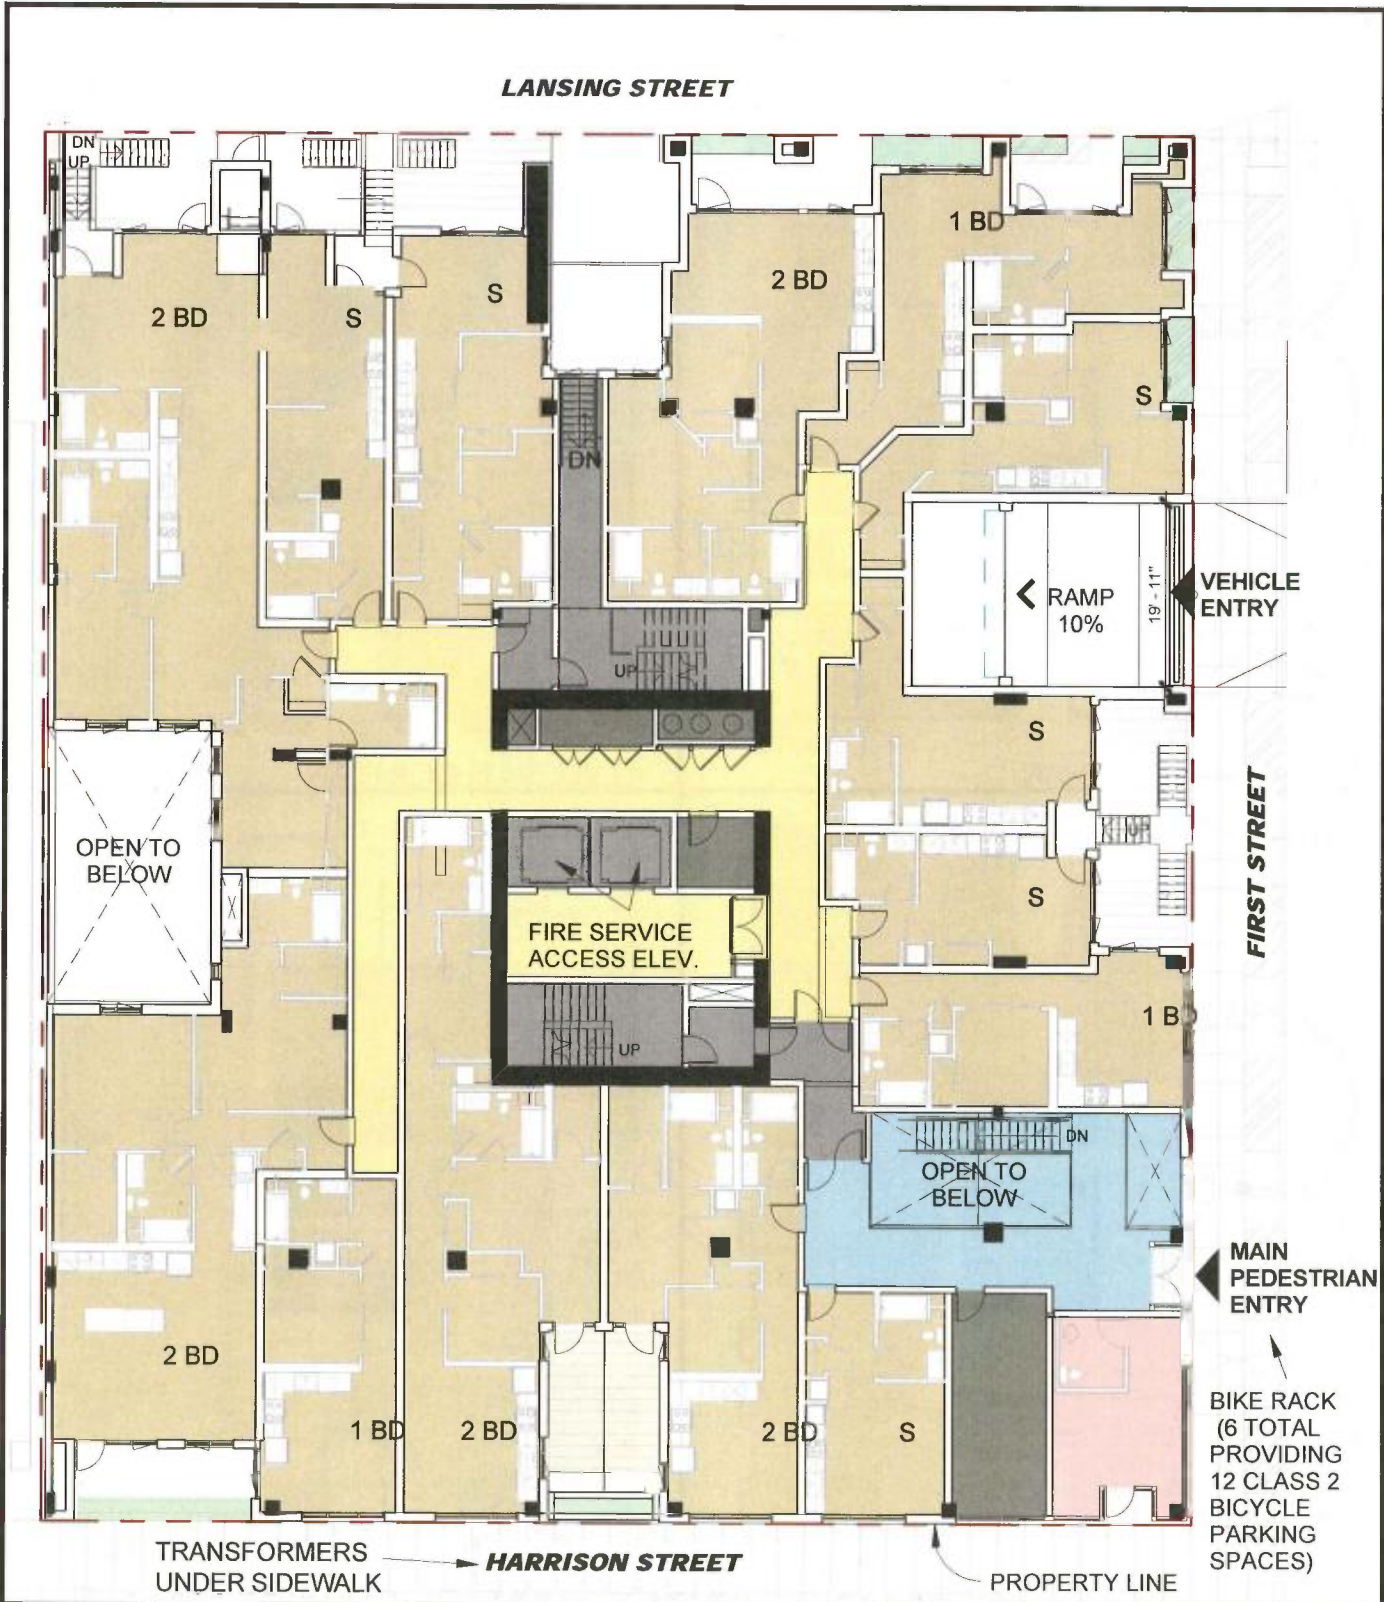 LANSING STREET
DN
UP
1 BD
2 BD
S
2 BD
S
S
DN
RAMP
10%
19' - 11"
VEHICLE
ENTRY
UP
S
FIRST STREET
OPEN TO
BELOW
UP
S
FIRE SERVICE
ACCESS ELEV.
1 B
UP
DN
OPEN TO
BELOW
MAIN
PEDESTRIAN
ENTRY
2 BD
1 BD
2 BD
2 BD
S
BIKE RACK
(6 TOTAL
PROVIDING
12 CLASS 2
BICYCLE
PARKING
SPACES)
TRANSFORMERS
UNDER SIDEWALK
HARRISON STREET
PROPERTY LINE